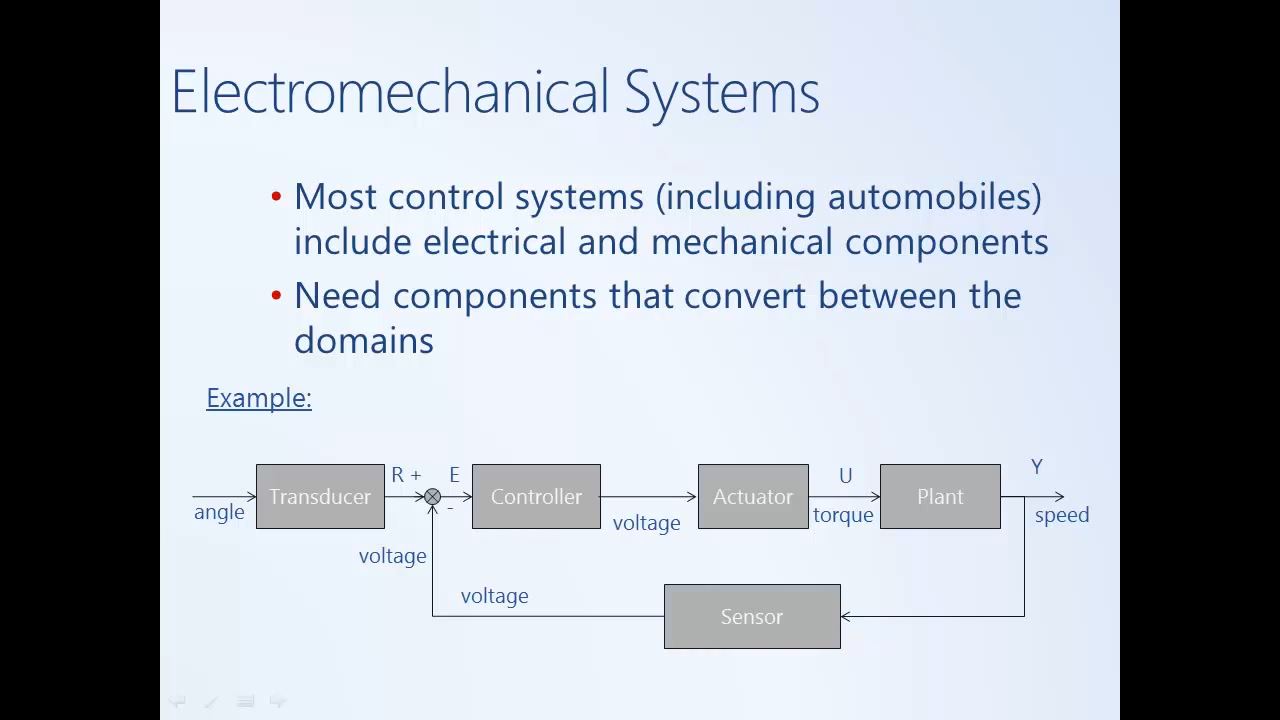 Electromechanical Systems
• Most control systems (including automobiles)
include electrical and mechanical components
• Need components that convert between the
domains
Example:
angle
Transducer
R +
E
-
voltage
Controller
voltage
Actuator
U
torque
Plant
Y
speed
voltage
Sensor